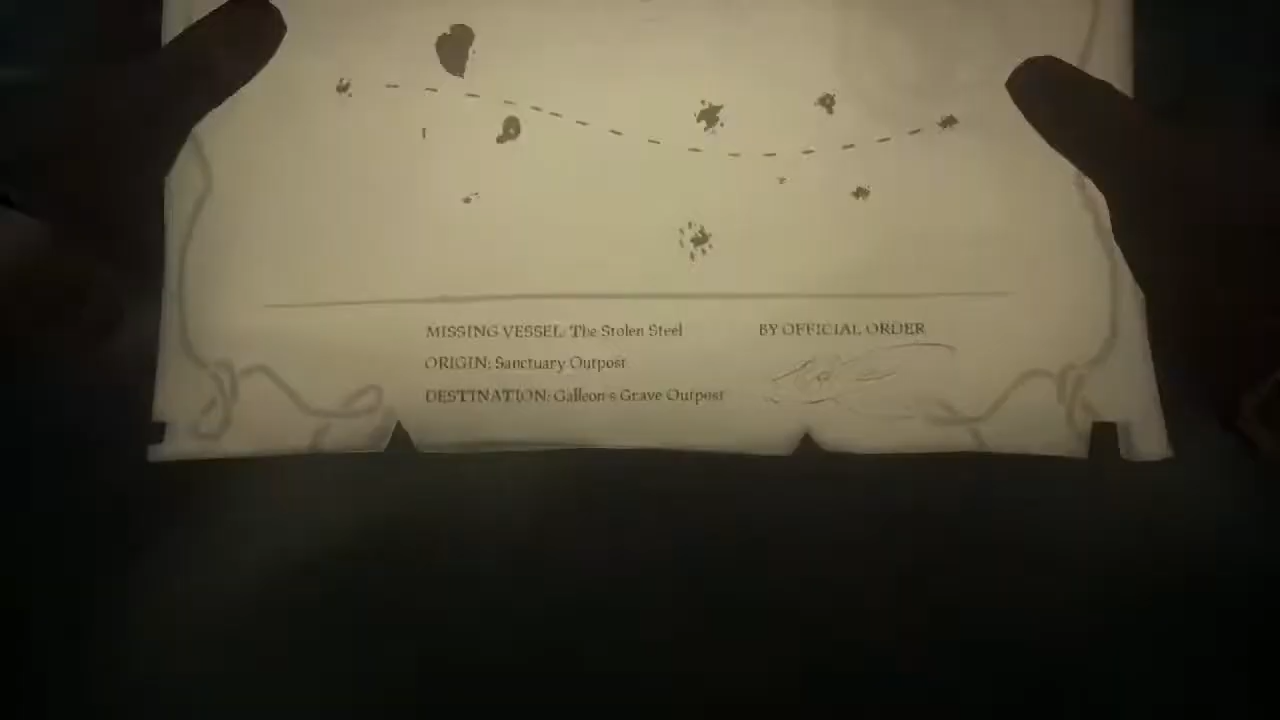 MISSING VESSEL: The Stolen Steel
BY OFFICIAL ORDER
ORIGIN: Sanctuary Outpost
DESTINATION: Galleon's Grave Outpost